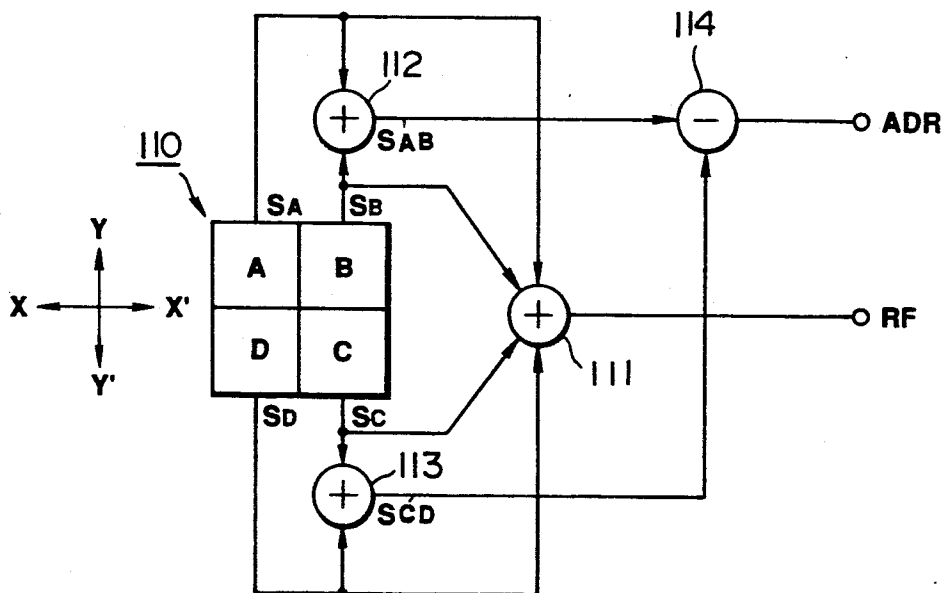 114
112
SAB
ADR
110
SA SB
Y
A B
X X'
RF
D C
Y'
111
SD SC
113
SCD